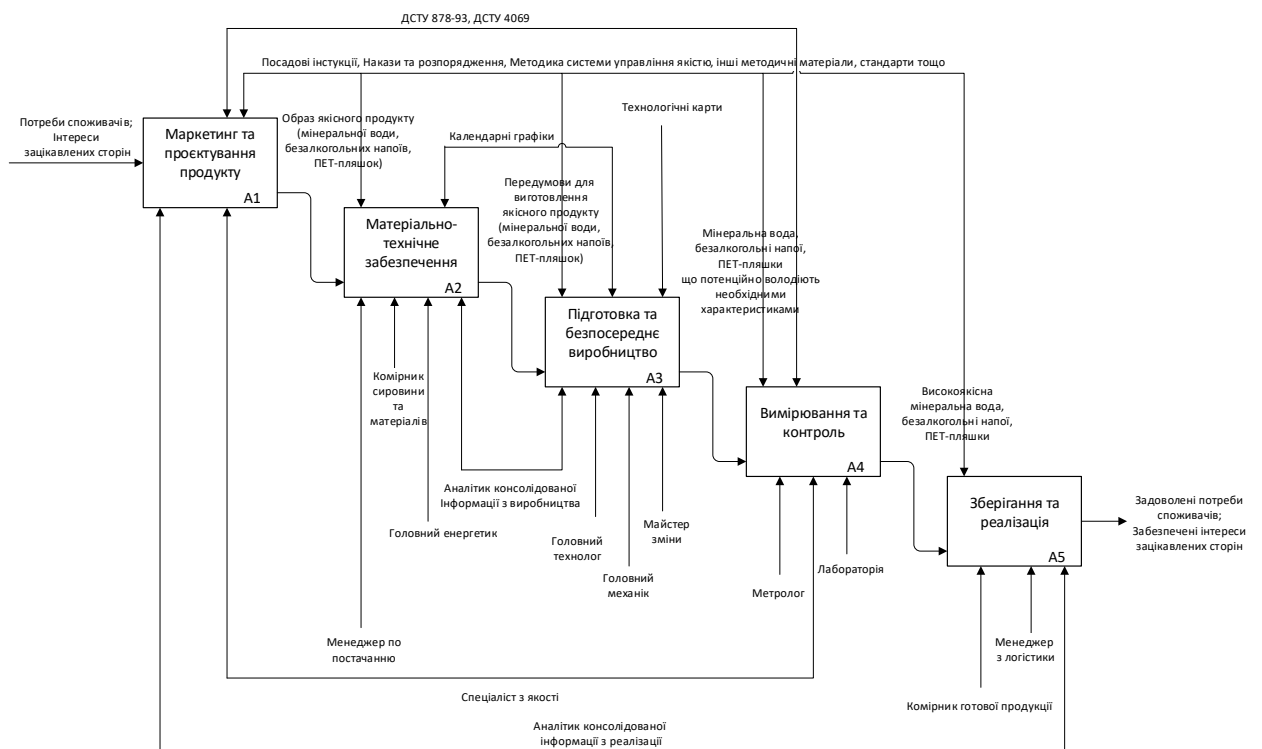 ДСТУ 878-93, ДСТУ 4069
Посадові інстукції, Накази та розпорядження, Методика системи управління якістю, інші методичні матеріали, стандарти тощо
Потреби споживачів;
Інтереси
зацікавлених сторін
Маркетинг та
проєктування
продукту
А1
Образ якісного продукту
(мінеральної води,
безалкогольних напоїв,
ПЕТ-пляшок)
Календарні графіки
Технологічні карти
Матеріально-
технічне
забезпечення
А2
Передумови для
виготовлення
якісного продукту
(мінеральної води,
безалкогольних напоїв,
ПЕТ-пляшок)
Підготовка та
безпосереднє
виробництво
А3
Мінеральна вода,
безалкогольні напої,
ПЕТ-пляшки
що потенційно володіють
необхідними
характеристиками
Вимірювання та
контроль
А4
Високоякісна
мінеральна вода,
безалкогольні напої,
ПЕТ-пляшки
Зберігання та
реалізація
А5
Задоволені потреби
споживачів;
Забезпечені інтереси
зацікавлених сторін
Комірник
сировини
та
матеріалів
Аналітик консолідованої
Інформації з виробництва
Головний енергетик
Головний
технолог
Головний
механік
Майстер
зміни
Метролог
Лабораторія
Менеджер по
постачанню
Менеджер
з логістики
Комірник готової продукції
Спеціаліст з якості
Аналітик консолідованої
інформації з реалізації